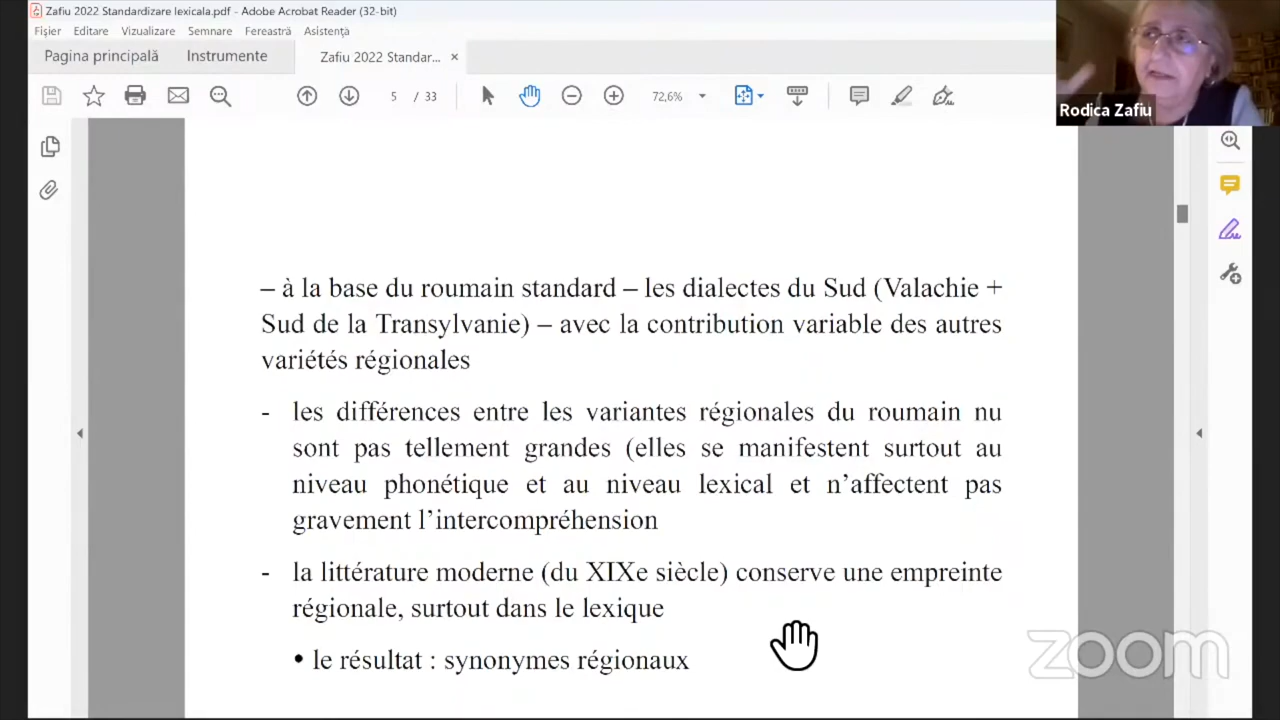 Zafiu 2022 Standardizare lexicala.pdf - Adobe Acrobat Reader (32-bit)
Fișier Editare Vizualizare Semnare Fereastră Asistență
Pagina principală Instrumente Zafiu 2022 Standar... ×
5 / 33 72,6%
Rodica Zafiu
– à la base du roumain standard – les dialectes du Sud (Valachie +
Sud de la Transylvanie) – avec la contribution variable des autres
variétés régionales
- les différences entre les variantes régionales du roumain nu
sont pas tellement grandes (elles se manifestent surtout au
niveau phonétique et au niveau lexical et n’affectent pas
gravement l’intercompréhension
- la littérature moderne (du XIXe siècle) conserve une empreinte
régionale, surtout dans le lexique
• le résultat : synonymes régionaux
zoom